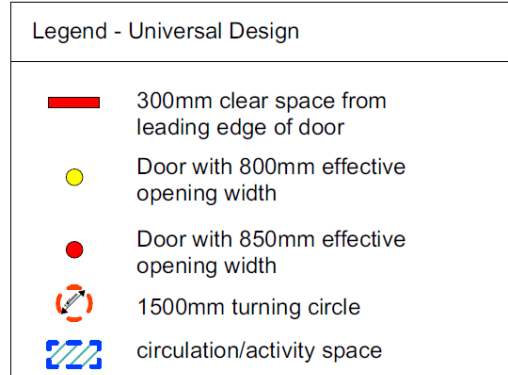 Legend - Universal Design
300mm clear space from
leading edge of door
Door with 800mm effective
opening width
Door with 850mm effective
opening width
1500mm turning circle
circulation/activity space